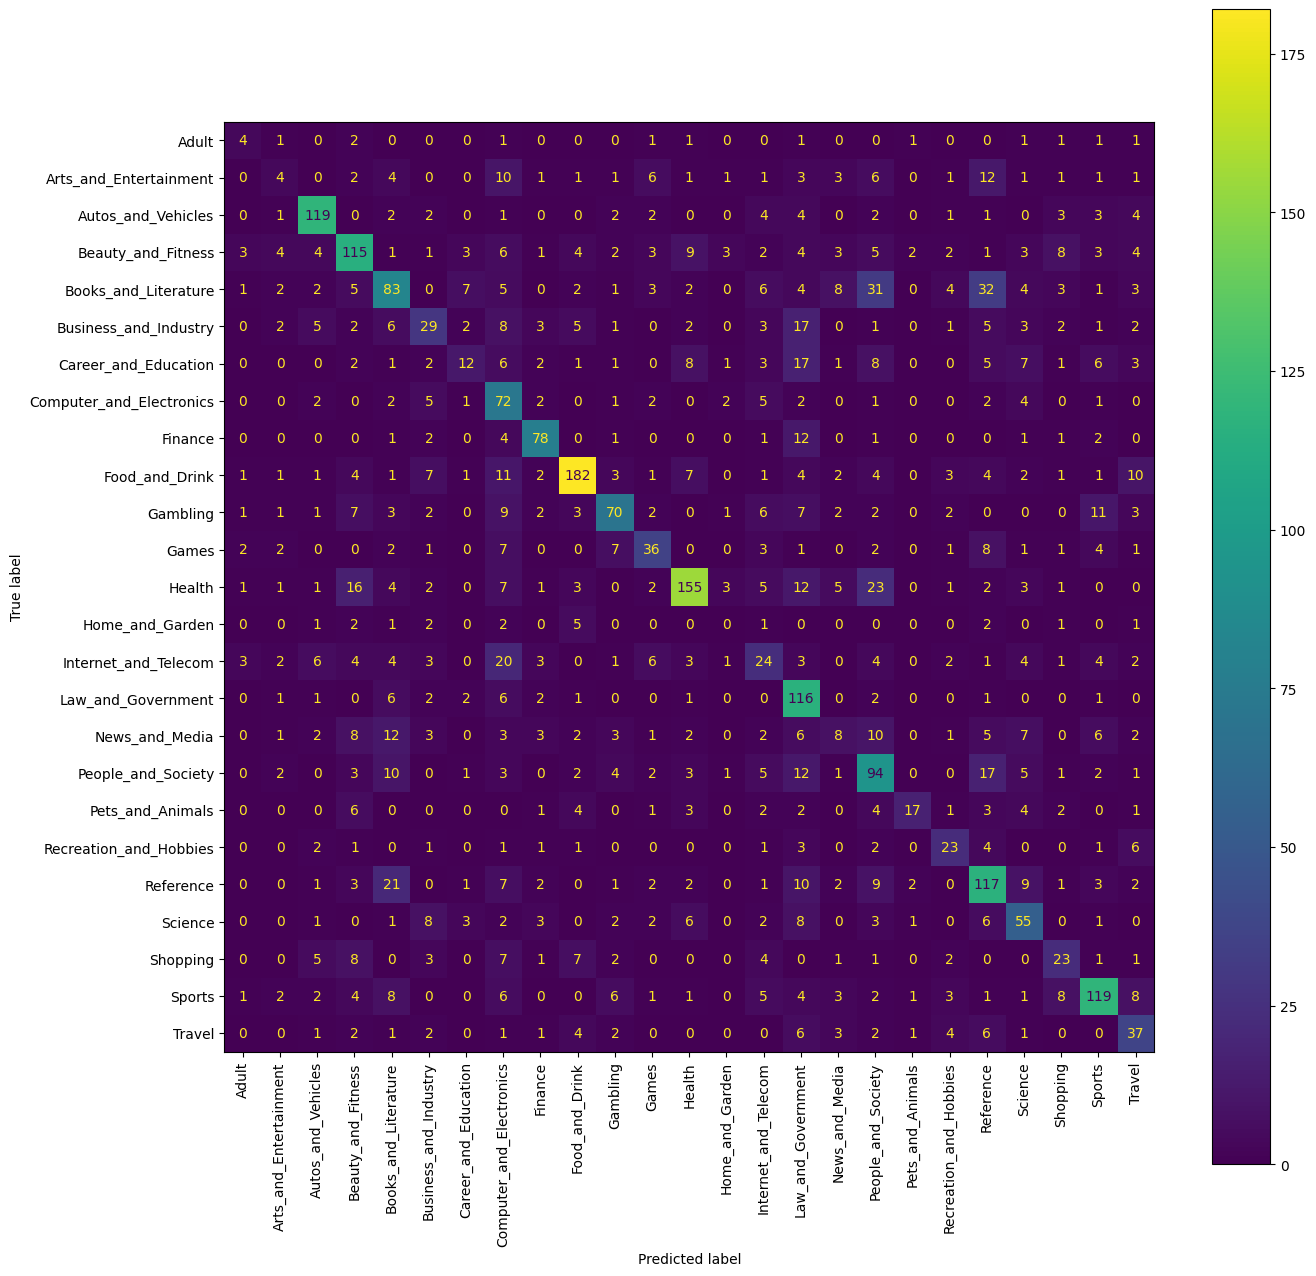 Adult 4 1 0 2 0 0 0 1 0 0 0 1 1 0 0 1 0 0 1 0 0 1 1 1 1
Arts_and_Entertainment 0 4 0 2 4 0 0 10 1 1 1 6 1 1 1 3 3 6 0 1 12 1 1 1 1
Autos_and_Vehicles 0 1 119 0 2 2 0 1 0 0 2 2 0 0 4 4 0 2 0 1 1 0 3 3 4
Beauty_and_Fitness 3 4 4 115 1 1 3 6 1 4 2 3 9 3 2 4 3 5 2 2 1 3 8 3 4
Books_and_Literature 1 2 2 5 83 0 7 5 0 2 1 3 2 0 6 4 8 31 0 4 32 4 3 1 3
Business_and_Industry 0 2 5 2 6 29 2 8 3 5 1 0 2 0 3 17 0 1 0 1 5 3 2 1 2
Career_and_Education 0 0 0 2 1 2 12 6 2 1 1 0 8 1 3 17 1 8 0 0 5 7 1 6 3
Computer_and_Electronics 0 0 2 0 2 5 1 72 2 0 1 2 0 2 5 2 0 1 0 0 2 4 0 1 0
Finance 0 0 0 0 1 2 0 4 78 0 1 0 0 0 1 12 0 1 0 0 0 1 1 2 0
Food_and_Drink 1 1 1 4 1 7 1 11 2 182 3 1 7 0 1 4 2 4 0 3 4 2 1 1 10
Gambling 1 1 1 7 3 2 0 9 2 3 70 2 0 1 6 7 2 2 0 2 0 0 0 11 3
Games 2 2 0 0 2 1 0 7 0 0 7 36 0 0 3 1 0 2 0 1 8 1 1 4 1
Health 1 1 1 16 4 2 0 7 1 3 0 2 155 3 5 12 5 23 0 1 2 3 1 0 0
Home_and_Garden 0 0 1 2 1 2 0 2 0 5 0 0 0 0 1 0 0 0 0 0 2 0 1 0 1
Internet_and_Telecom 3 2 6 4 4 3 0 20 3 0 1 6 3 1 24 3 0 4 0 2 1 4 1 4 2
Law_and_Government 0 1 1 0 6 2 2 6 2 1 0 0 1 0 0 116 0 2 0 0 1 0 0 1 0
News_and_Media 0 1 2 8 12 3 0 3 3 2 3 1 2 0 2 6 8 10 0 1 5 7 0 6 2
People_and_Society 0 2 0 3 10 0 1 3 0 2 4 2 3 1 5 12 1 94 0 0 17 5 1 2 1
Pets_and_Animals 0 0 0 6 0 0 0 0 1 4 0 1 3 0 2 2 0 4 17 1 3 4 2 0 1
Recreation_and_Hobbies 0 0 2 1 0 1 0 1 1 1 0 0 0 0 1 3 0 2 0 23 4 0 0 1 6
Reference 0 0 1 3 21 0 1 7 2 0 1 2 2 0 1 10 2 9 2 0 117 9 1 3 2
Science 0 0 1 0 1 8 3 2 3 0 2 2 6 0 2 8 0 3 1 0 6 55 0 1 0
Shopping 0 0 5 8 0 3 0 7 1 7 2 0 0 0 4 0 1 1 0 2 0 0 23 1 1
Sports 1 2 2 4 8 0 0 6 0 0 6 1 1 0 5 4 3 2 1 3 1 1 8 119 8
Travel 0 0 1 2 1 2 0 1 1 4 2 0 0 0 0 6 3 2 1 4 6 1 0 0 37
True label
Adult
Arts_and_Entertainment
Autos_and_Vehicles
Beauty_and_Fitness
Books_and_Literature
Business_and_Industry
Career_and_Education
Computer_and_Electronics
Finance
Food_and_Drink
Gambling
Games
Health
Home_and_Garden
Internet_and_Telecom
Law_and_Government
News_and_Media
People_and_Society
Pets_and_Animals
Recreation_and_Hobbies
Reference
Science
Shopping
Sports
Travel
Predicted label
175
150
125
100
75
50
25
0